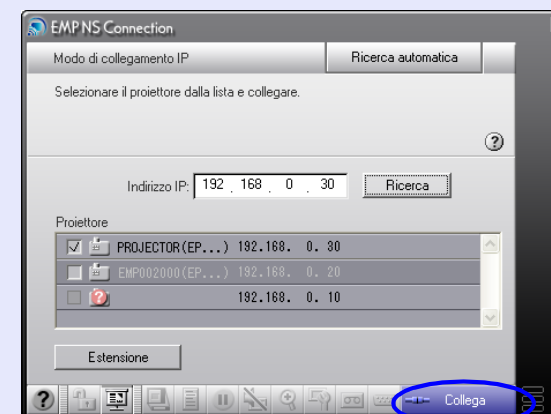 EMP NS Connection
Modo di collegamento IP Ricerca automatica
Selezionare il proiettore dalla lista e collegare.
?
Indirizzo IP: 192 . 168 . 0 . 30 Ricerca
Proiettore
PROJECTOR(EP...) 192.168. 0. 30
EMP002000(EP...) 192.168. 0. 20
? 192.168. 0. 10
Estensione
? Collega